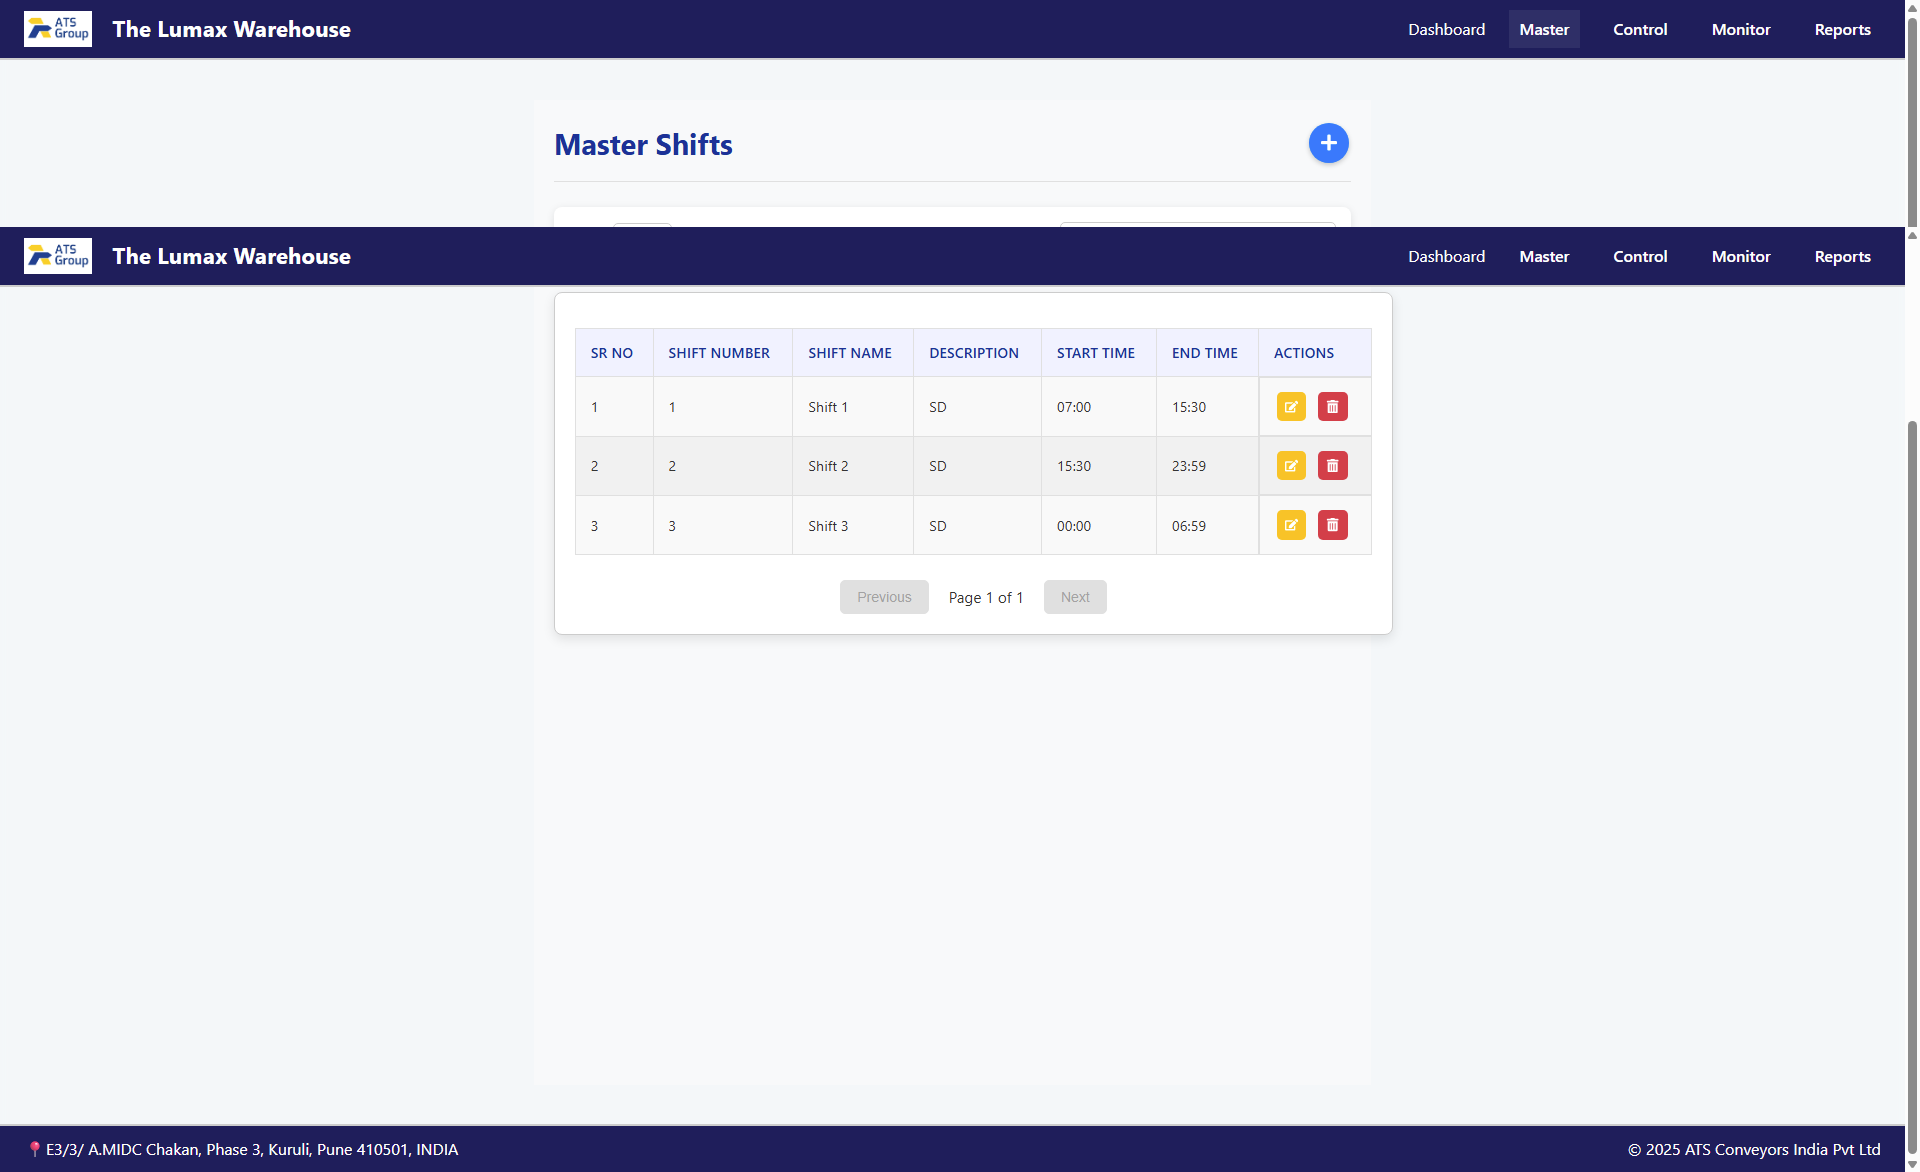 ATS Group The Lumax Warehouse Dashboard Master Control Monitor Reports
Master Shifts
ATS Group The Lumax Warehouse Dashboard Master Control Monitor Reports
SR NO SHIFT NUMBER SHIFT NAME DESCRIPTION START TIME END TIME ACTIONS
1 1 Shift 1 SD 07:00 15:30
2 2 Shift 2 SD 15:30 23:59
3 3 Shift 3 SD 00:00 06:59
Previous Page 1 of 1 Next
E3/3/ A.MIDC Chakan, Phase 3, Kuruli, Pune 410501, INDIA © 2025 ATS Conveyors India Pvt Ltd